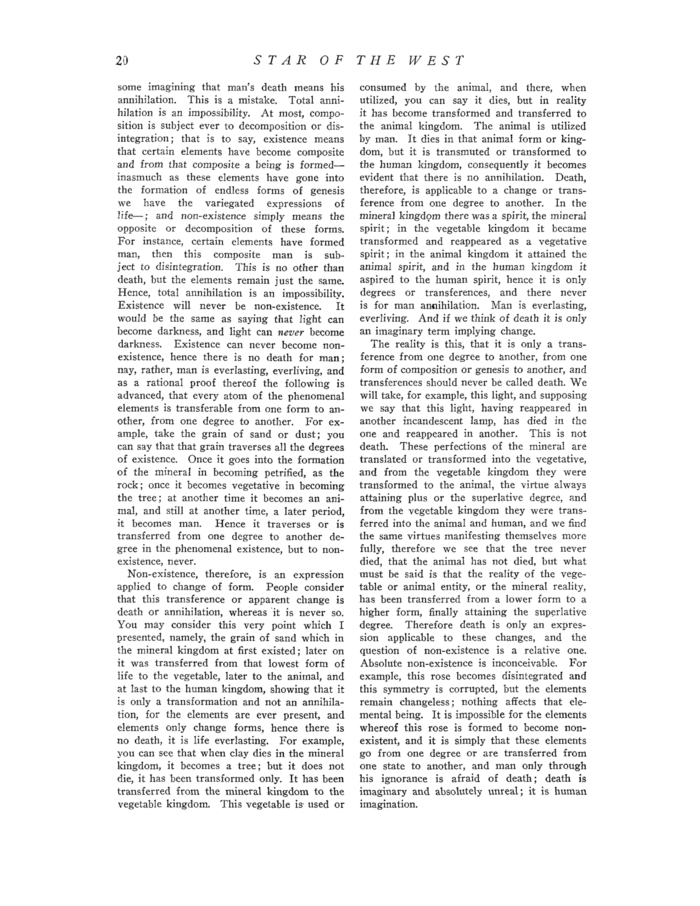 20
STAR OF THE WEST
some imagining that man's death means his
annihilation. This is a mistake. Total anni-
hilation is an impossibility. At most, compo-
sition is subject ever to decomposition or dis-
integration; that is to say, existence means
that certain elements have become composite
and from that composite a being is formed—
inasmuch as these elements have gone into
the formation of endless forms of genesis
we have the variegated expressions of
life—; and non-existence simply means the
opposite or decomposition of these forms.
For instance, certain elements have formed
man, then this composite man is sub-
ject to disintegration. This is no other than
death, but the elements remain just the same.
Hence, total annihilation is an impossibility.
Existence will never be non-existence. It
would be the same as saying that light can
become darkness, and light can never become
darkness. Existence can never become non-
existence, hence there is no death for man;
nay, rather, man is everlasting, everliving, and
as a rational proof thereof the following is
advanced, that every atom of the phenomenal
elements is transferable from one form to an-
other, from one degree to another. For ex-
ample, take the grain of sand or dust; you
can say that that grain traverses all the degrees
of existence. Once it goes into the formation
of the mineral in becoming petrified, as the
rock; once it becomes vegetative in becoming
the tree; at another time it becomes an ani-
mal, and still at another time, a later period,
it becomes man. Hence it traverses or is
transferred from one degree to another de-
gree in the phenomenal existence, but to non-
existence, never.
Non-existence, therefore, is an expression
applied to change of form. People consider
that this transference or apparent change is
death or annihilation, whereas it is never so.
You may consider this very point which I
presented, namely, the grain of sand which in
the mineral kingdom at first existed; later on
it was transferred from that lowest form of
life to the vegetable, later to the animal, and
at last to the human kingdom, showing that it
is only a transformation and not an annihila-
tion, for the elements are ever present, and
elements only change forms, hence there is
no death, it is life everlasting. For example,
you can see that when clay dies in the mineral
kingdom, it becomes a tree; but it does not
die, it has been transformed only. It has been
transferred from the mineral kingdom to the
vegetable kingdom. This vegetable is used or
consumed by the animal, and there, when
utilized, you can say it dies, but in reality
it has become transformed and transferred to
the animal kingdom. The animal is utilized
by man. It dies in that animal form or king-
dom, but it is transmuted or transformed to
the human kingdom, consequently it becomes
evident that there is no annihilation. Death,
therefore, is applicable to a change or trans-
ference from one degree to another. In the
mineral kingdom there was a spirit, the mineral
spirit; in the vegetable kingdom it became
transformed and reappeared as a vegetative
spirit; in the animal kingdom it attained the
animal spirit, and in the human kingdom it
aspired to the human spirit, hence it is only
degrees or transferences, and there never
is for man annihilation. Man is everlasting,
everliving. And if we think of death it is only
an imaginary term implying change.
The reality is this, that it is only a trans-
ference from one degree to another, from one
form of composition or genesis to another, and
transferences should never be called death. We
will take, for example, this light, and supposing
we say that this light, having reappeared in
another incandescent lamp, has died in the
one and reappeared in another. This is not
death. These perfections of the mineral are
translated or transformed into the vegetative,
and from the vegetable kingdom they were
transformed to the animal, the virtue always
attaining plus or the superlative degree, and
from the vegetable kingdom they were trans-
ferred into the animal and human, and we find
the same virtues manifesting themselves more
fully, therefore we see that the tree never
died, that the animal has not died, but what
must be said is that the reality of the vege-
table or animal entity, or the mineral reality,
has been transferred from a lower form to a
higher form, finally attaining the superlative
degree. Therefore death is only an expres-
sion applicable to these changes, and the
question of non-existence is a relative one.
Absolute non-existence is inconceivable. For
example, this rose becomes disintegrated and
this symmetry is corrupted, but the elements
remain changeless; nothing affects that ele-
mental being. It is impossible for the elements
whereof this rose is formed to become non-
existent, and it is simply that these elements
go from one degree or are transferred from
one state to another, and man only through
his ignorance is afraid of death; death is
imaginary and absolutely unreal; it is human
imagination.